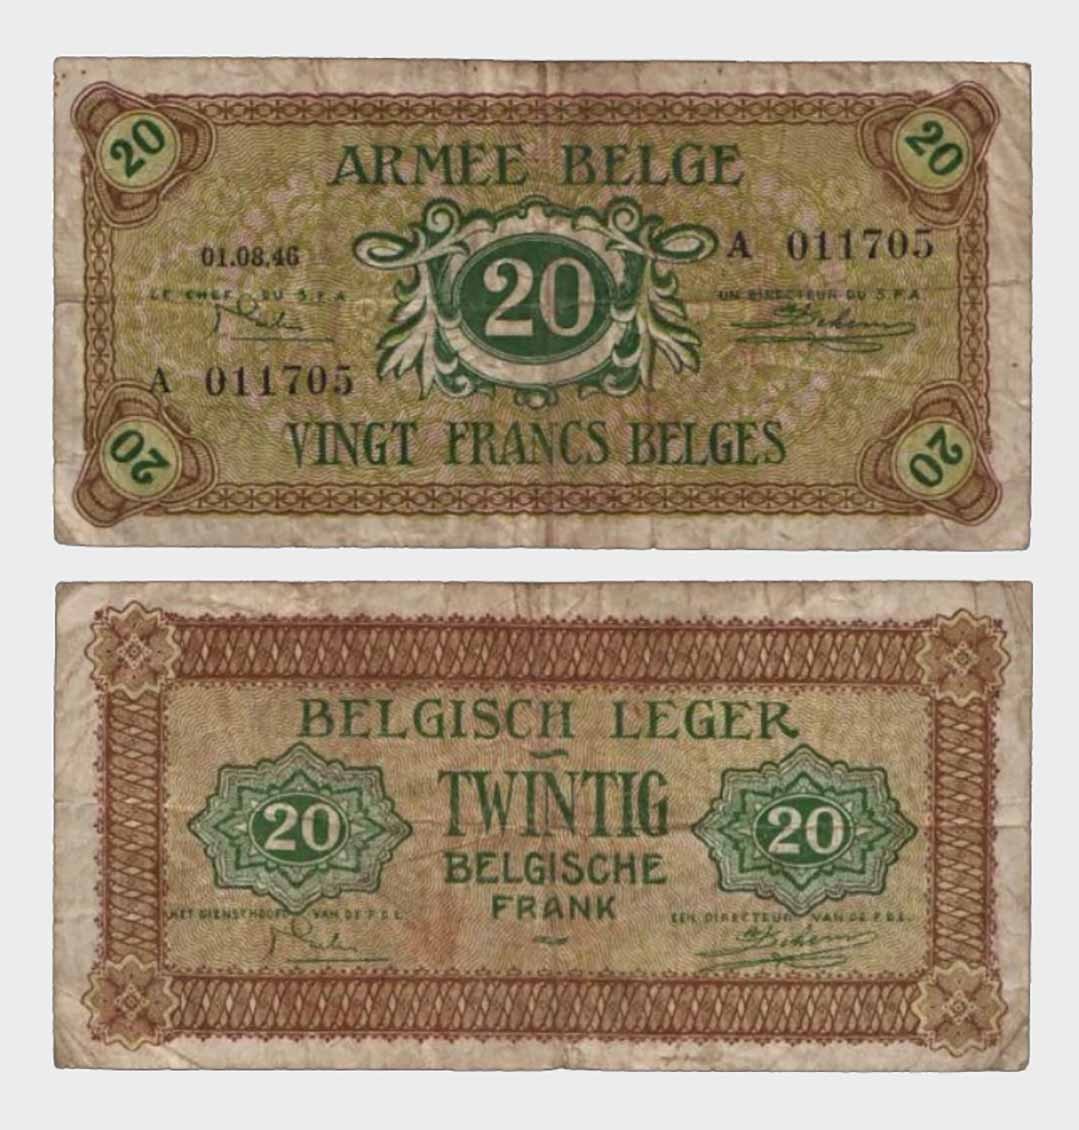 20
20
ARMEE BELGE
01.08.46
A 011705
LE CHEF DU S.P.A.
UN DIRECTEUR DU S.P.A.
20
A 011705
VINGT FRANCS BELGES
20
20
BELGISCH LEGER
TWINTIG
20
20
BELGISCHE
FRANK
HET DIENSTHOOFD VAN DE P.D.L.
EEN DIRECTEUR VAN DE P.D.L.